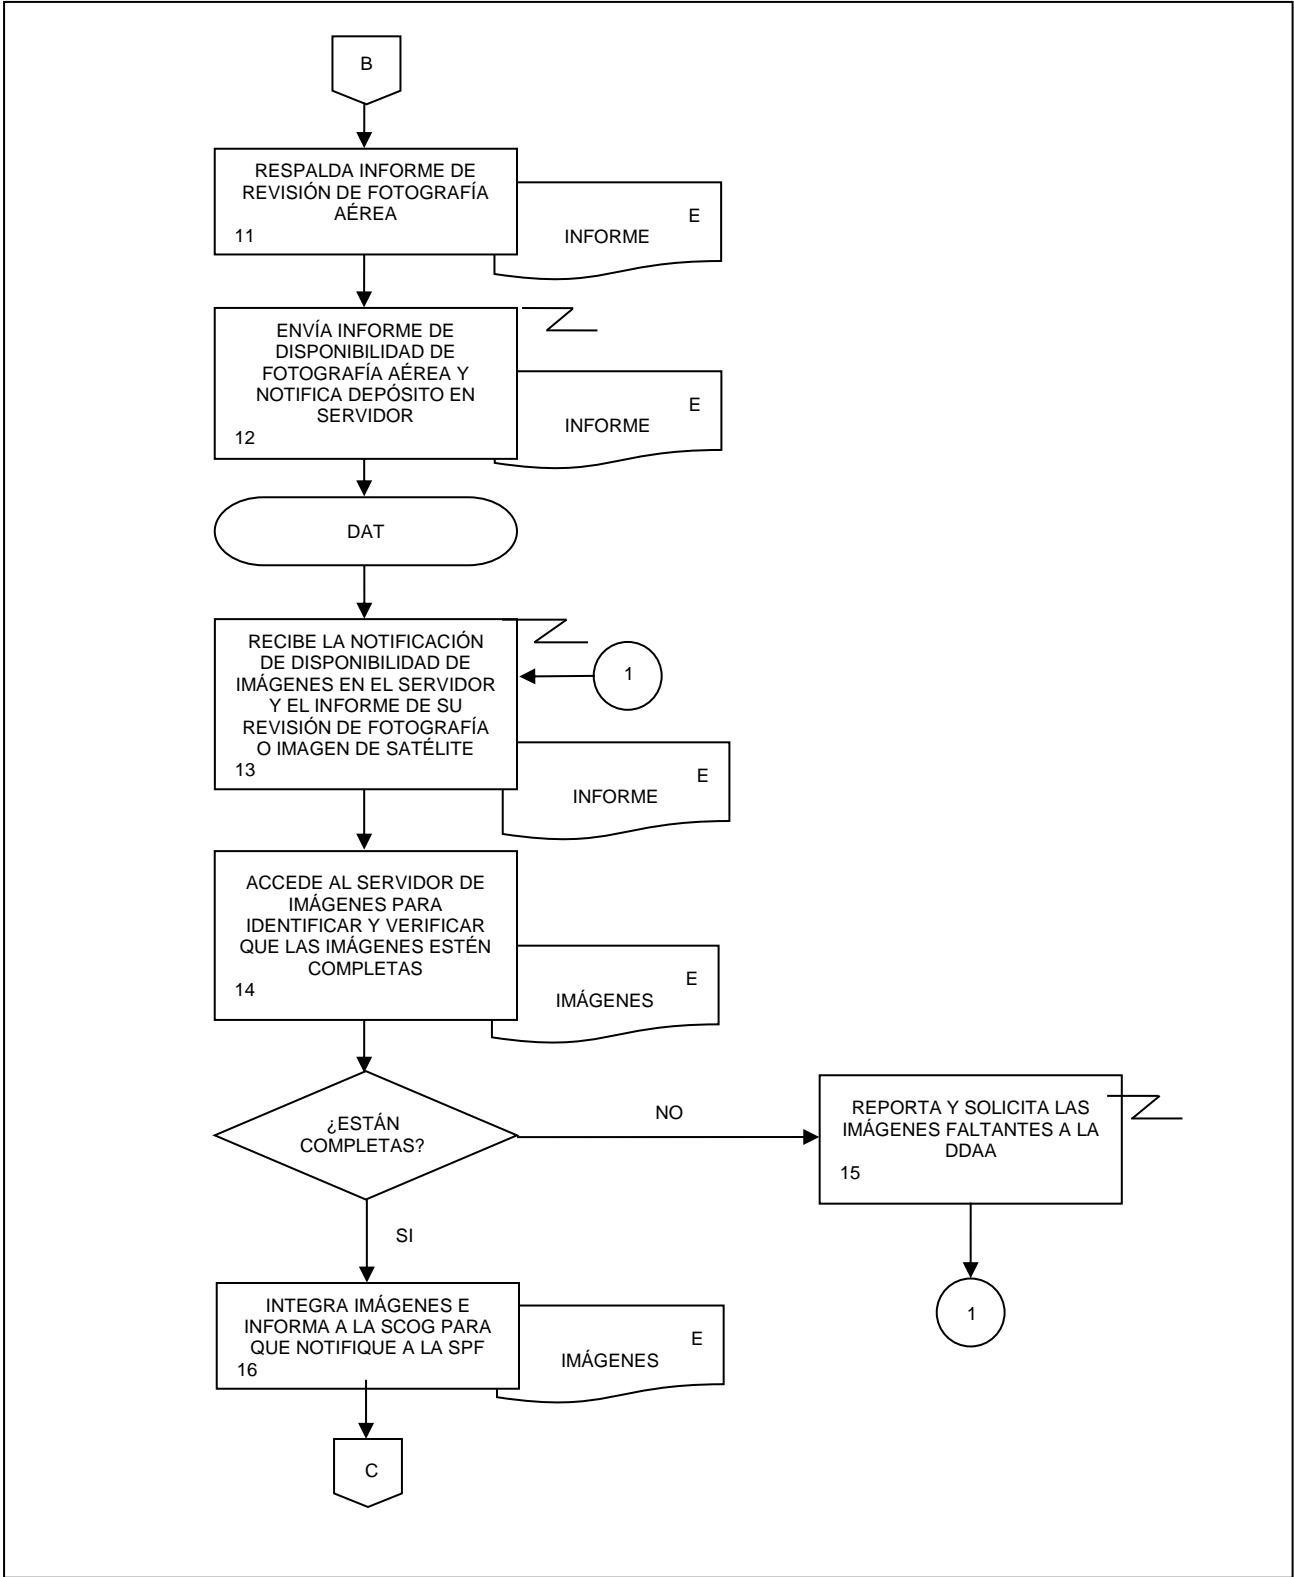 B
RESPALDA INFORME DE
REVISIÓN DE FOTOGRAFÍA
AÉREA
11
E
INFORME
ENVÍA INFORME DE
DISPONIBILIDAD DE
FOTOGRAFÍA AÉREA Y
NOTIFICA DEPÓSITO EN
SERVIDOR
12
E
INFORME
DAT
RECIBE LA NOTIFICACIÓN
DE DISPONIBILIDAD DE
IMÁGENES EN EL SERVIDOR
Y EL INFORME DE SU
REVISIÓN DE FOTOGRAFÍA
O IMAGEN DE SATÉLITE
13
1
E
INFORME
ACCEDE AL SERVIDOR DE
IMÁGENES PARA
IDENTIFICAR Y VERIFICAR
QUE LAS IMÁGENES ESTÉN
COMPLETAS
14
E
IMÁGENES
¿ESTÁN
COMPLETAS?
NO
REPORTA Y SOLICITA LAS
IMÁGENES FALTANTES A LA
DDAA
15
1
SI
INTEGRA IMÁGENES E
INFORMA A LA SCOG PARA
QUE NOTIFIQUE A LA SPF
16
E
IMÁGENES
C